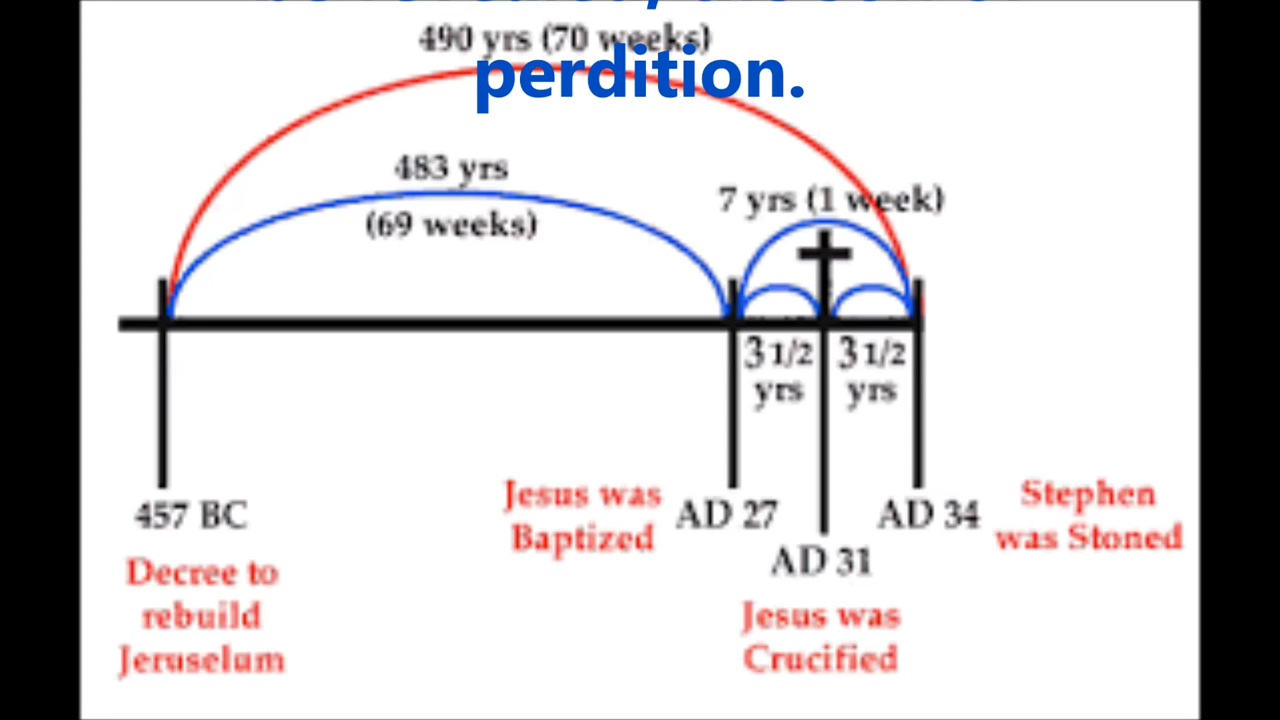 490 yrs (70 weeks)
perdition.
483 yrs
(69 weeks)
7 yrs (1 week)
3 1/2
yrs
3 1/2
yrs
457 BC
Decree to
rebuild
Jeruselum
Jesus was
Baptized
AD 27
AD 31
Jesus was
Crucified
AD 34
Stephen
was Stoned